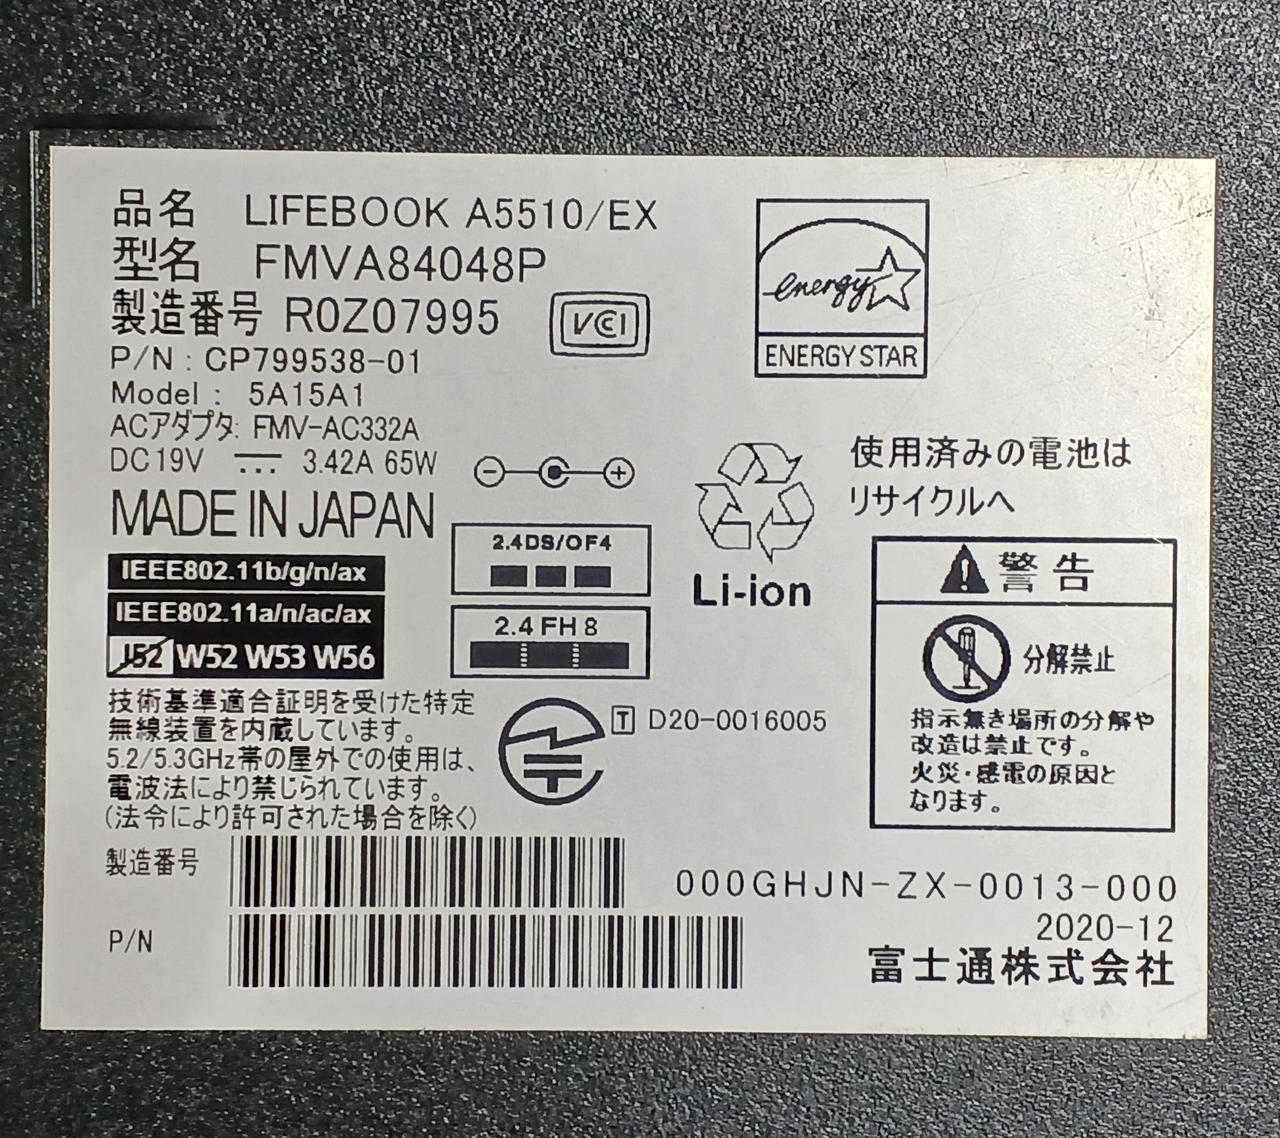 品名 LIFEBOOK A5510/EX
型名 FMVA84048P
製造番号 R0Z07995
VCCI
P/N : CP799538-01
Model : 5A15A1
ACアダプタ: FMV-AC332A
DC19V 3.42A 65W
MADE IN JAPAN
energy
ENERGY STAR
Li-ion
使用済みの電池は
リサイクルへ
IEEE802.11b/g/n/ax
IEEE802.11a/n/ac/ax
J52 W52 W53 W56
2.4DS/OF4
2.4FH8
警告
分解禁止
指示無き場所の分解や
改造は禁止です。
火災・感電の原因と
なります。
技術基準適合証明を受けた特定
無線装置を内蔵しています。
5.2/5.3GHz帯の屋外での使用は、
電波法により禁じられています。
(法令により許可された場合を除く)
T D20-0016005
製造番号
P/N
000GHJN-ZX-0013-000
2020-12
富士通株式会社